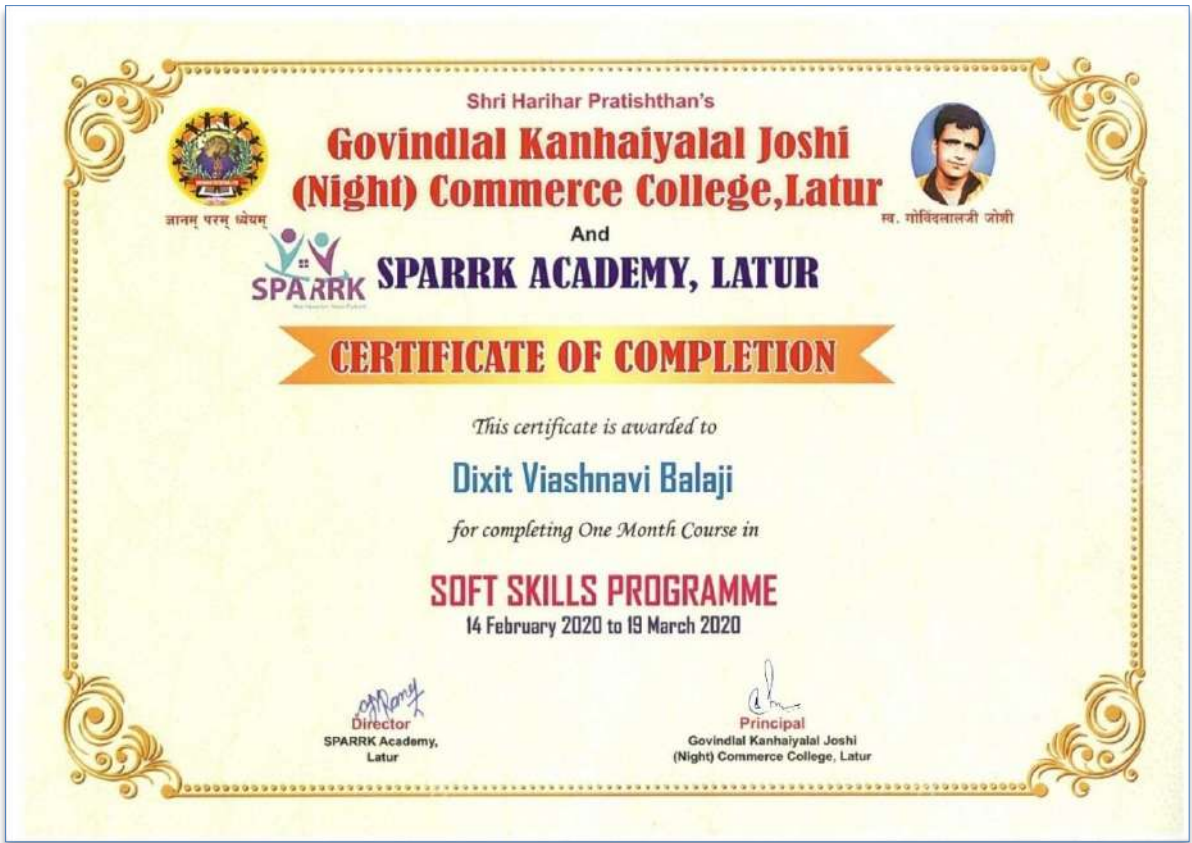 Shri Harihar Pratishthan's
Govindlal Kanhaiyalal Joshi
(Night) Commerce College,Latur
ज्ञानम् परम् ध्येयम्
स्व. गोविंदलालजी जोशी
And
SPARRK
SPARRK ACADEMY, LATUR
CERTIFICATE OF COMPLETION
This certificate is awarded to
Dixit Viashnavi Balaji
for completing One Month Course in
SOFT SKILLS PROGRAMME
14 February 2020 to 19 March 2020
Director
SPARRK Academy,
Latur
Principal
Govindlal Kanhaiyalal Joshi
(Night) Commerce College, Latur